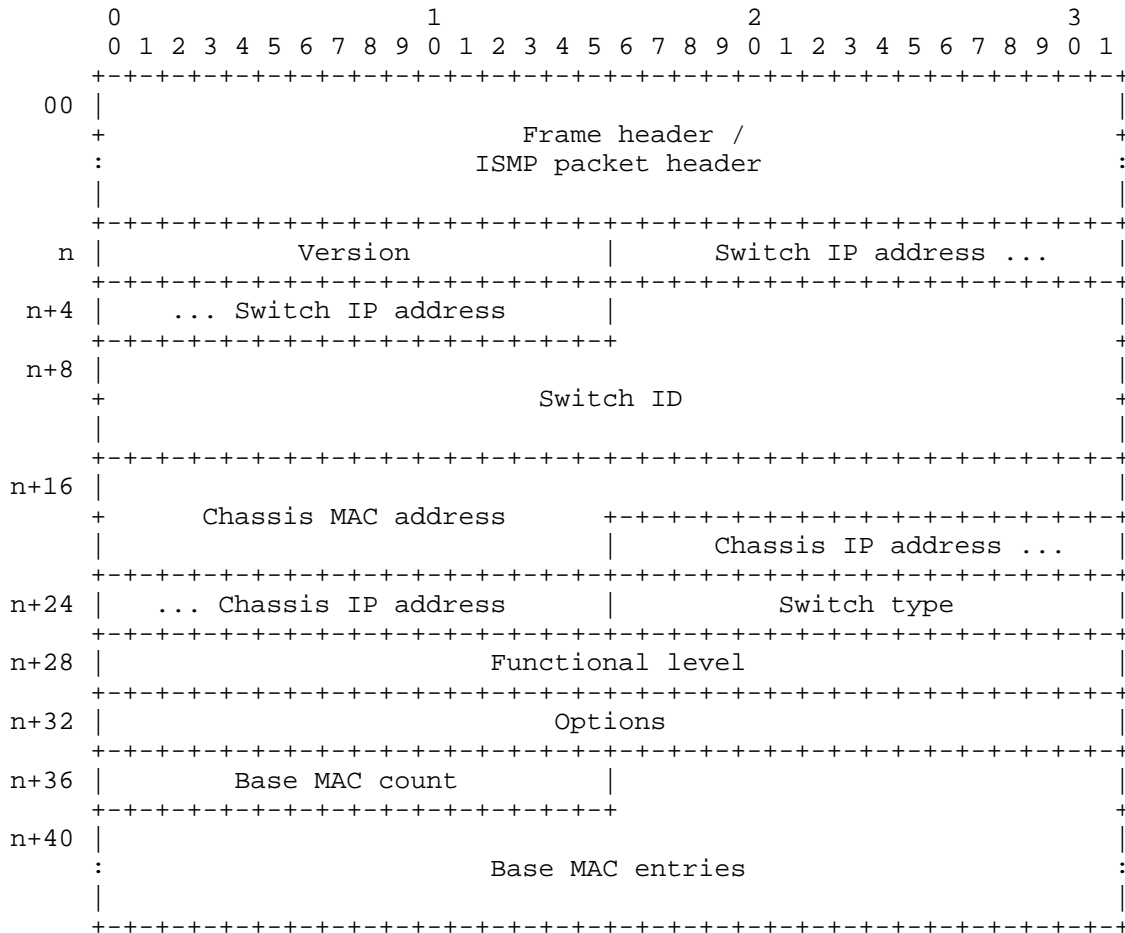 0                   1                   2                   3
0 1 2 3 4 5 6 7 8 9 0 1 2 3 4 5 6 7 8 9 0 1 2 3 4 5 6 7 8 9 0 1
+-+-+-+-+-+-+-+-+-+-+-+-+-+-+-+-+-+-+-+-+-+-+-+-+-+-+-+-+-+-+-+-+
00 |                                                               |
+                          Frame header /                       +
:                       ISMP packet header                      :
|                                                               |
+-+-+-+-+-+-+-+-+-+-+-+-+-+-+-+-+-+-+-+-+-+-+-+-+-+-+-+-+-+-+-+-+
n |            Version            |      Switch IP address ...    |
+-+-+-+-+-+-+-+-+-+-+-+-+-+-+-+-+-+-+-+-+-+-+-+-+-+-+-+-+-+-+-+-+
n+4 |    ... Switch IP address      |                               |
+-+-+-+-+-+-+-+-+-+-+-+-+-+-+-+-+                               +
n+8 |                                                               |
+                           Switch ID                           +
|                                                               |
+-+-+-+-+-+-+-+-+-+-+-+-+-+-+-+-+-+-+-+-+-+-+-+-+-+-+-+-+-+-+-+-+
n+16 |                                                               |
+      Chassis MAC address      +-+-+-+-+-+-+-+-+-+-+-+-+-+-+-+-+
|                               |      Chassis IP address ...   |
+-+-+-+-+-+-+-+-+-+-+-+-+-+-+-+-+-+-+-+-+-+-+-+-+-+-+-+-+-+-+-+-+
n+24 |   ... Chassis IP address      |          Switch type          |
+-+-+-+-+-+-+-+-+-+-+-+-+-+-+-+-+-+-+-+-+-+-+-+-+-+-+-+-+-+-+-+-+
n+28 |                        Functional level                       |
+-+-+-+-+-+-+-+-+-+-+-+-+-+-+-+-+-+-+-+-+-+-+-+-+-+-+-+-+-+-+-+-+
n+32 |                            Options                            |
+-+-+-+-+-+-+-+-+-+-+-+-+-+-+-+-+-+-+-+-+-+-+-+-+-+-+-+-+-+-+-+-+
n+36 |        Base MAC count         |                               |
+-+-+-+-+-+-+-+-+-+-+-+-+-+-+-+-+                               +
n+40 |                                                               |
:                        Base MAC entries                       :
|                                                               |
+-+-+-+-+-+-+-+-+-+-+-+-+-+-+-+-+-+-+-+-+-+-+-+-+-+-+-+-+-+-+-+-+